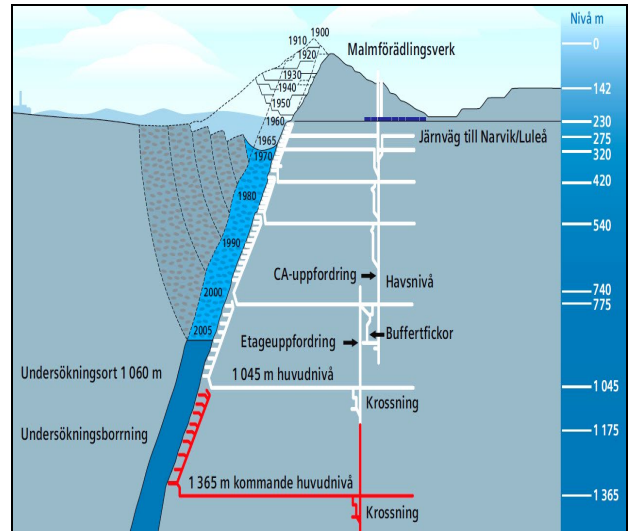 Nivå m
1900
1910
1920
Malmförädlingsverk
0
1930
1940
142
1950
1960
230
1965
Järnväg till Narvik/Luleå
275
1970
320
420
1980
540
1990
CA-uppfordring
Havsnivå
2000
740
775
2005
Buffertfickor
Etageuppfordring
Undersökningsort 1 060 m
1 045 m huvudnivå
1 045
Krossning
Undersökningsborrning
1 175
1 365 m kommande huvudnivå
1 365
Krossning